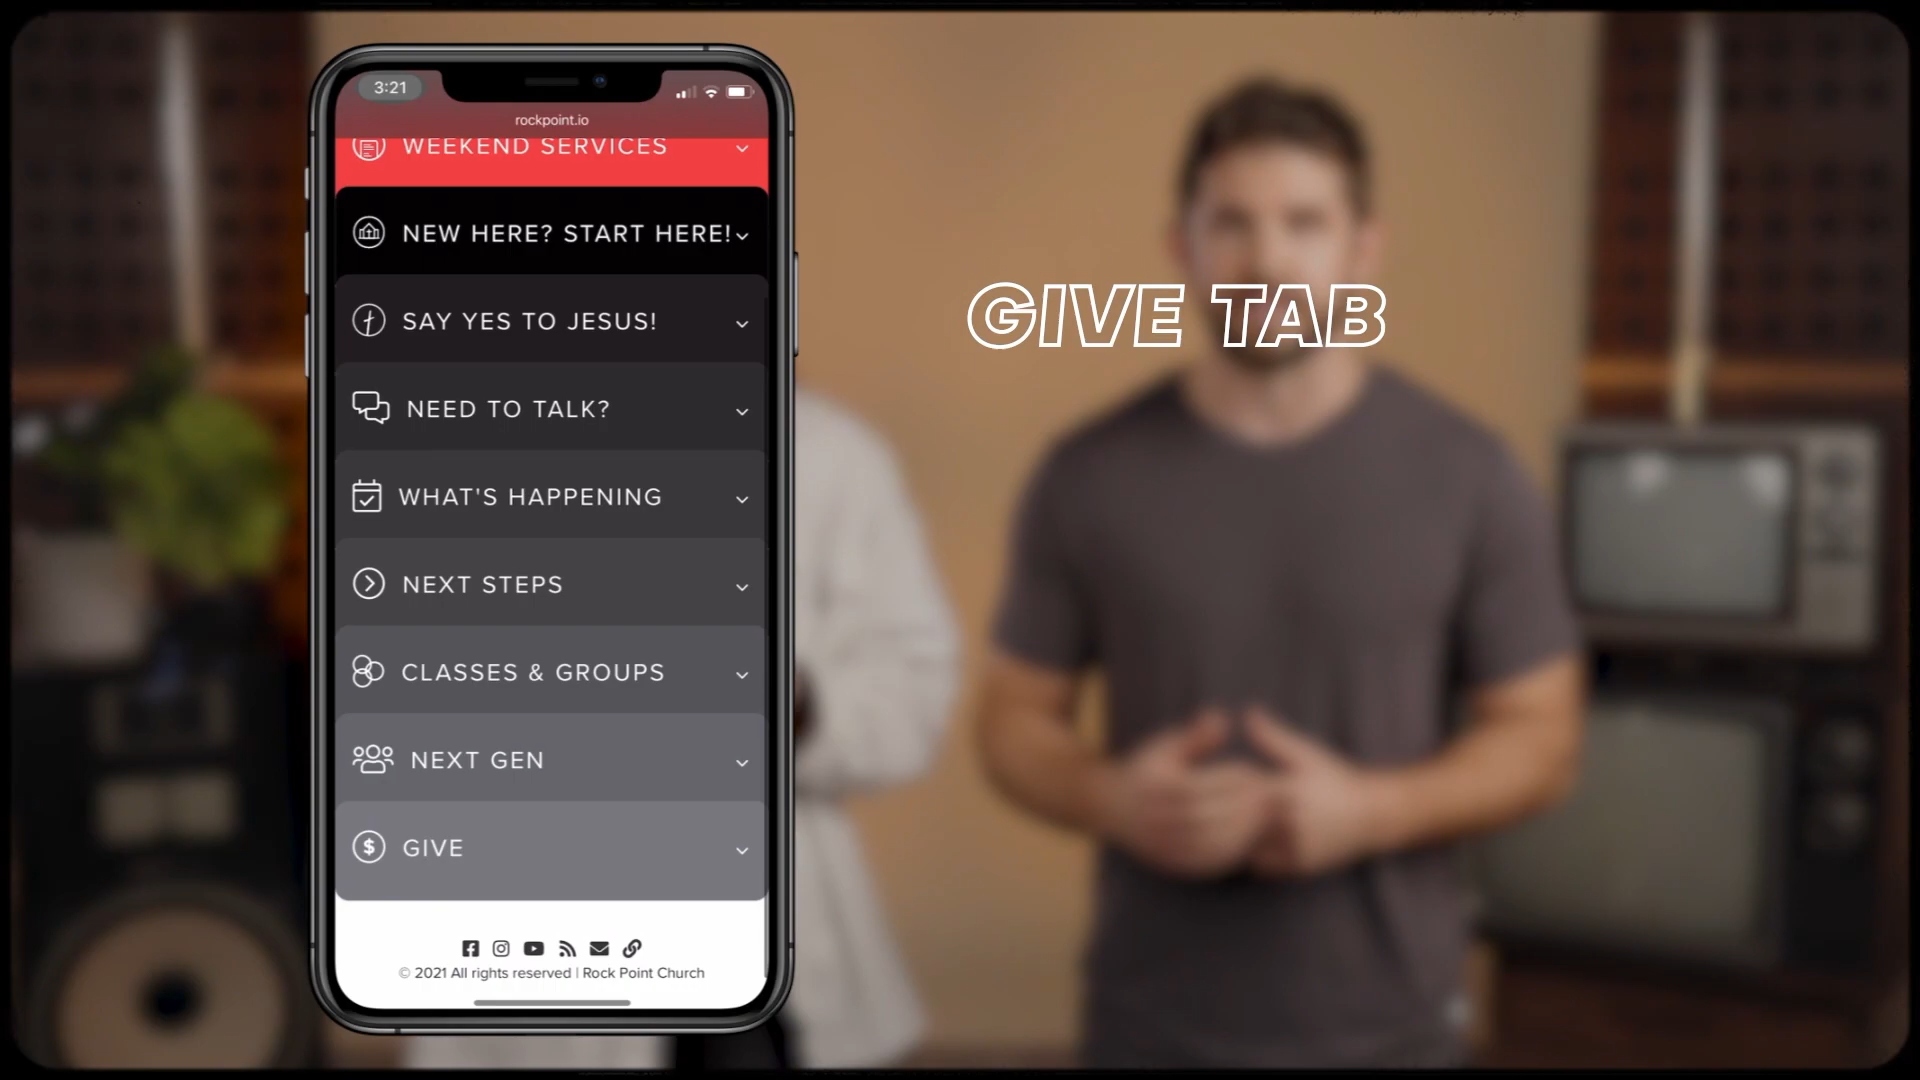 3:21
rockpoint.io
WEEKEND SERVICES
NEW HERE? START HERE!
SAY YES TO JESUS!
NEED TO TALK?
WHAT'S HAPPENING
NEXT STEPS
CLASSES & GROUPS
NEXT GEN
$ GIVE
© 2021 All rights reserved | Rock Point Church
GIVE TAB